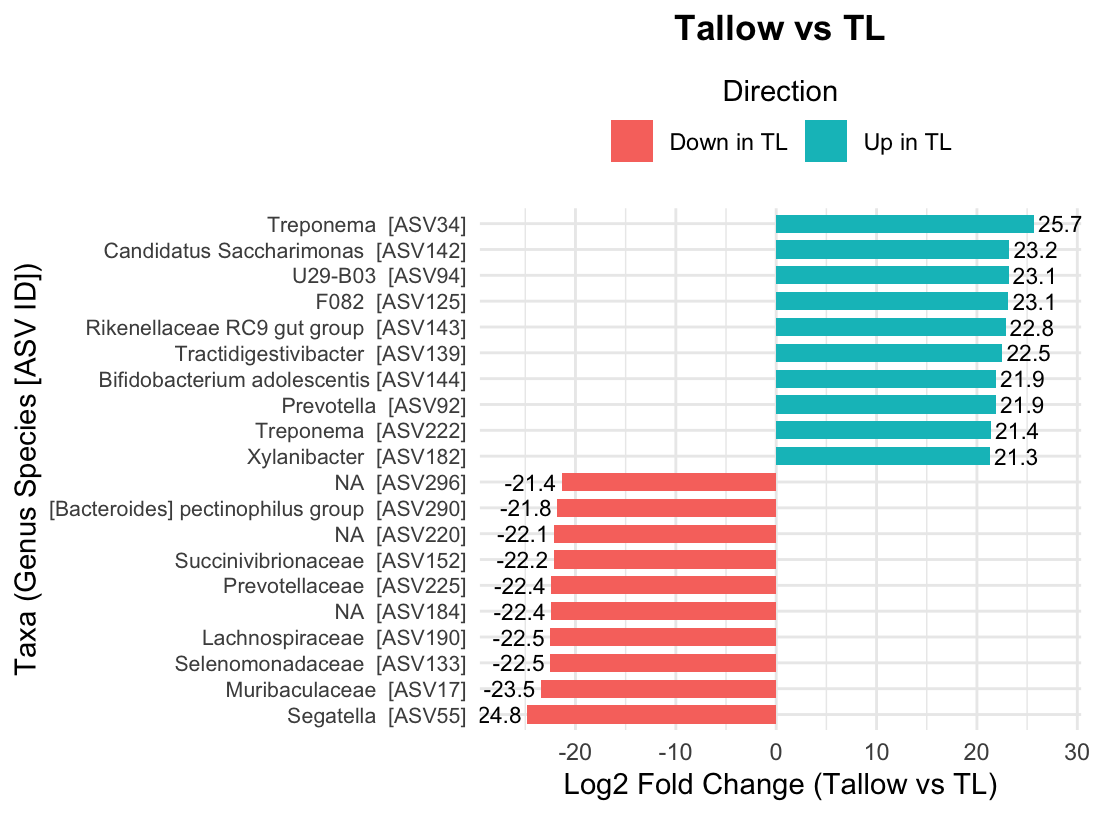 Tallow vs TL
Direction
Down in TL Up in TL
Taxa (Genus Species [ASV ID])
Treponema [ASV34] 25.7
Candidatus Saccharimonas [ASV142] 23.2
U29-B03 [ASV94] 23.1
F082 [ASV125] 23.1
Rikenellaceae RC9 gut group [ASV143] 22.8
Tractidigestivibacter [ASV139] 22.5
Bifidobacterium adolescentis [ASV144] 21.9
Prevotella [ASV92] 21.9
Treponema [ASV222] 21.4
Xylanibacter [ASV182] 21.3
NA [ASV296] -21.4
[Bacteroides] pectinophilus group [ASV290] -21.8
NA [ASV220] -22.1
Succinivibrionaceae [ASV152] -22.2
Prevotellaceae [ASV225] -22.4
NA [ASV184] -22.4
Lachnospiraceae [ASV190] -22.5
Selenomonadaceae [ASV133] -22.5
Muribaculaceae [ASV17] -23.5
Segatella [ASV55] 24.8
-20 -10 0 10 20 30
Log2 Fold Change (Tallow vs TL)